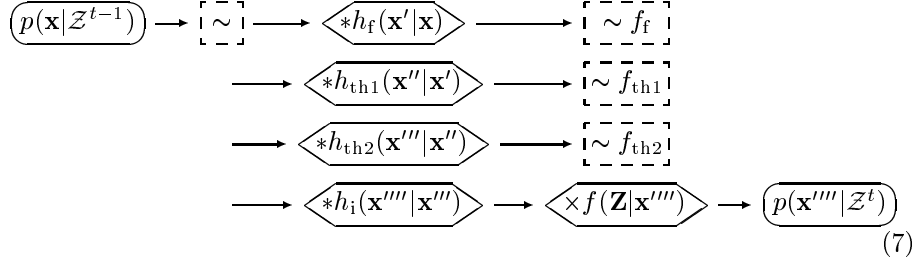 p(x|𝒵^{t−1}) ∼ ∗h_f(x′|x) ∼ f_f
∗h_{th1}(x″|x′) ∼ f_{th1}
∗h_{th2}(x‴|x″) ∼ f_{th2}
∗h_i(x⁗|x‴) ×f(Z|x⁗) p(x⁗|𝒵^t)
(7)